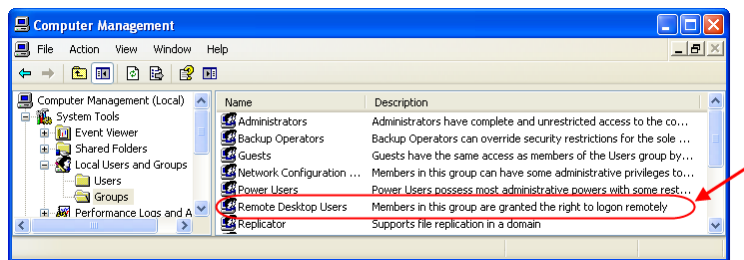 Computer Management
File Action View Window Help
Computer Management (Local)
System Tools
Event Viewer
Shared Folders
Local Users and Groups
Users
Groups
Performance Logs and A
Name Description
Administrators Administrators have complete and unrestricted access to the co...
Backup Operators Backup Operators can override security restrictions for the sole ...
Guests Guests have the same access as members of the Users group by...
Network Configuration ... Members in this group can have some administrative privileges to...
Power Users Power Users possess most administrative powers with some rest...
Remote Desktop Users Members in this group are granted the right to logon remotely
Replicator Supports file replication in a domain